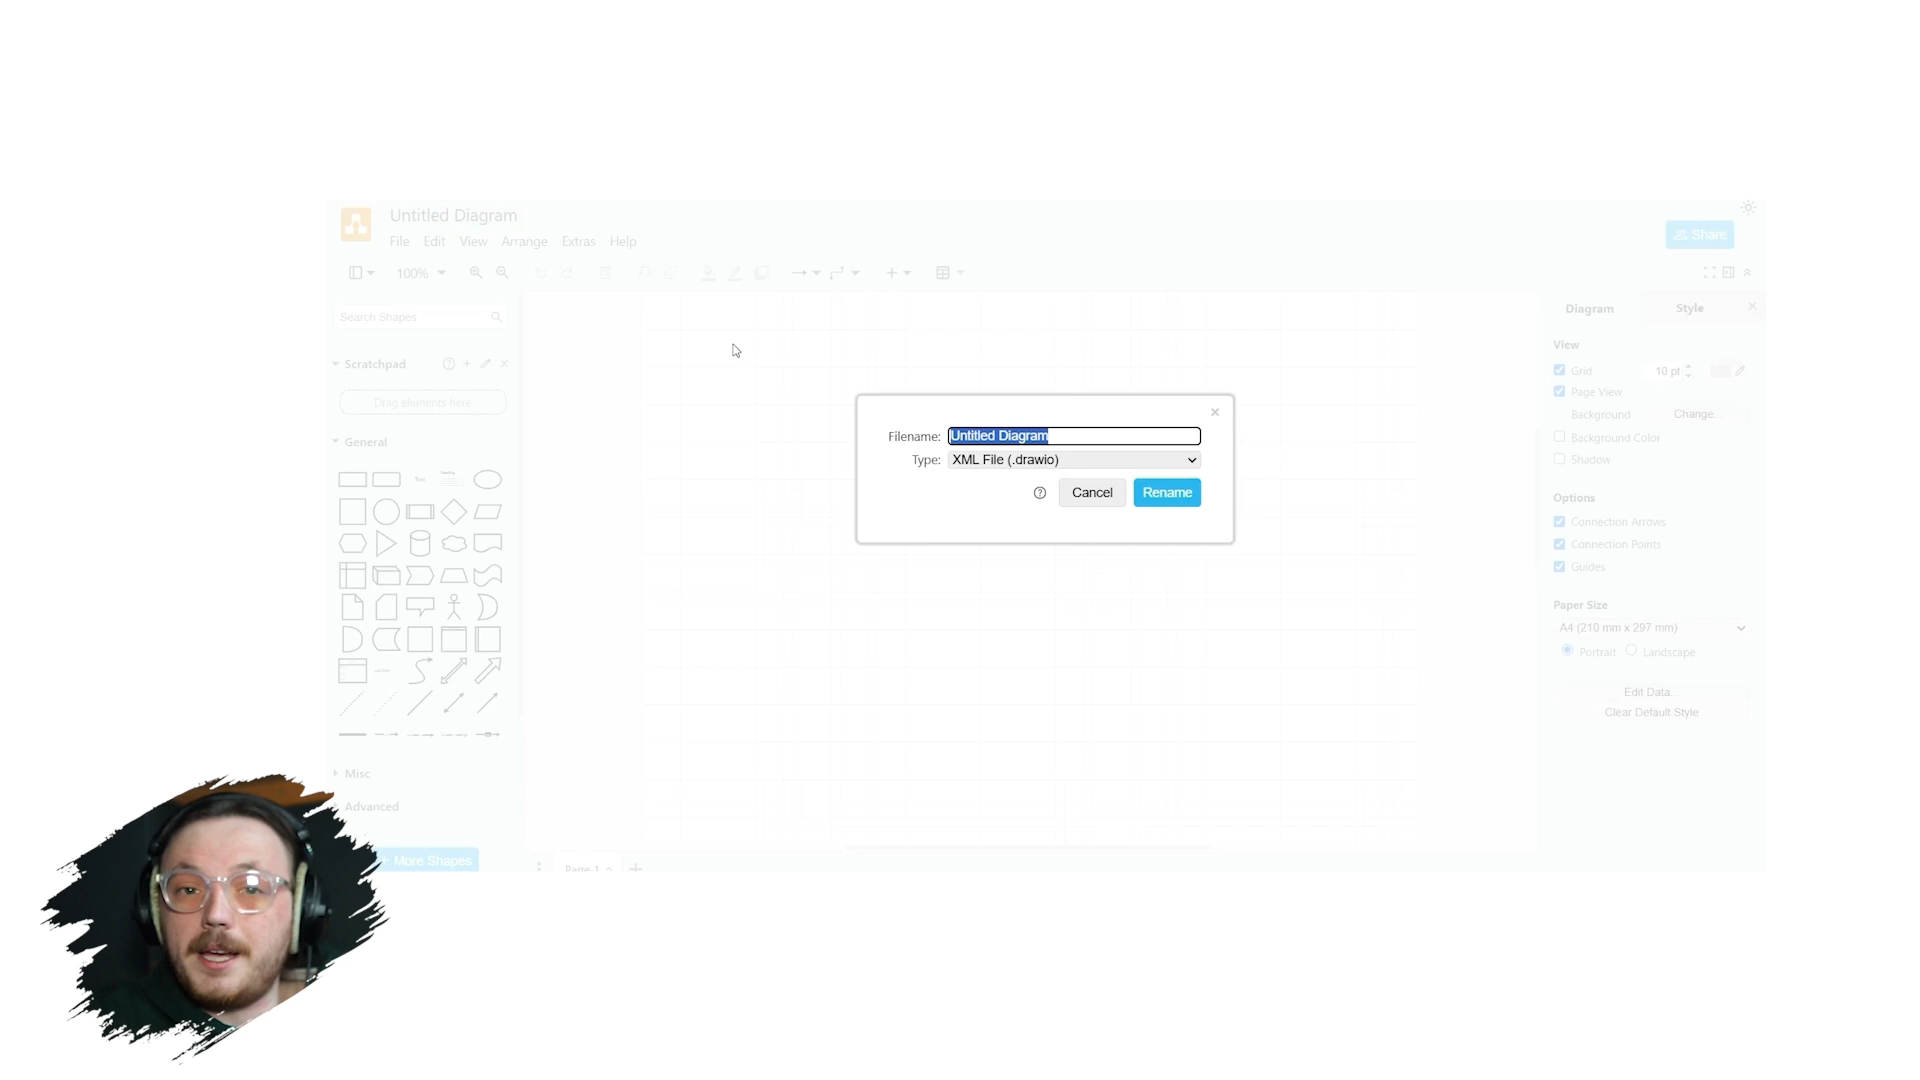 Untitled Diagram
File Edit View Arrange Extras Help
Share
100%
Search Shapes
Scratchpad
Drag elements here
General
Text
Misc
Advanced
+ More Shapes
Page-1
Filename: Untitled Diagram
Type: XML File (.drawio)
Cancel Rename
Diagram Style
View
Grid 10 pt
Page View
Background Change...
Background Color
Shadow
Options
Connection Arrows
Connection Points
Guides
Paper Size
A4 (210 mm x 297 mm)
Portrait Landscape
Edit Data...
Clear Default Style